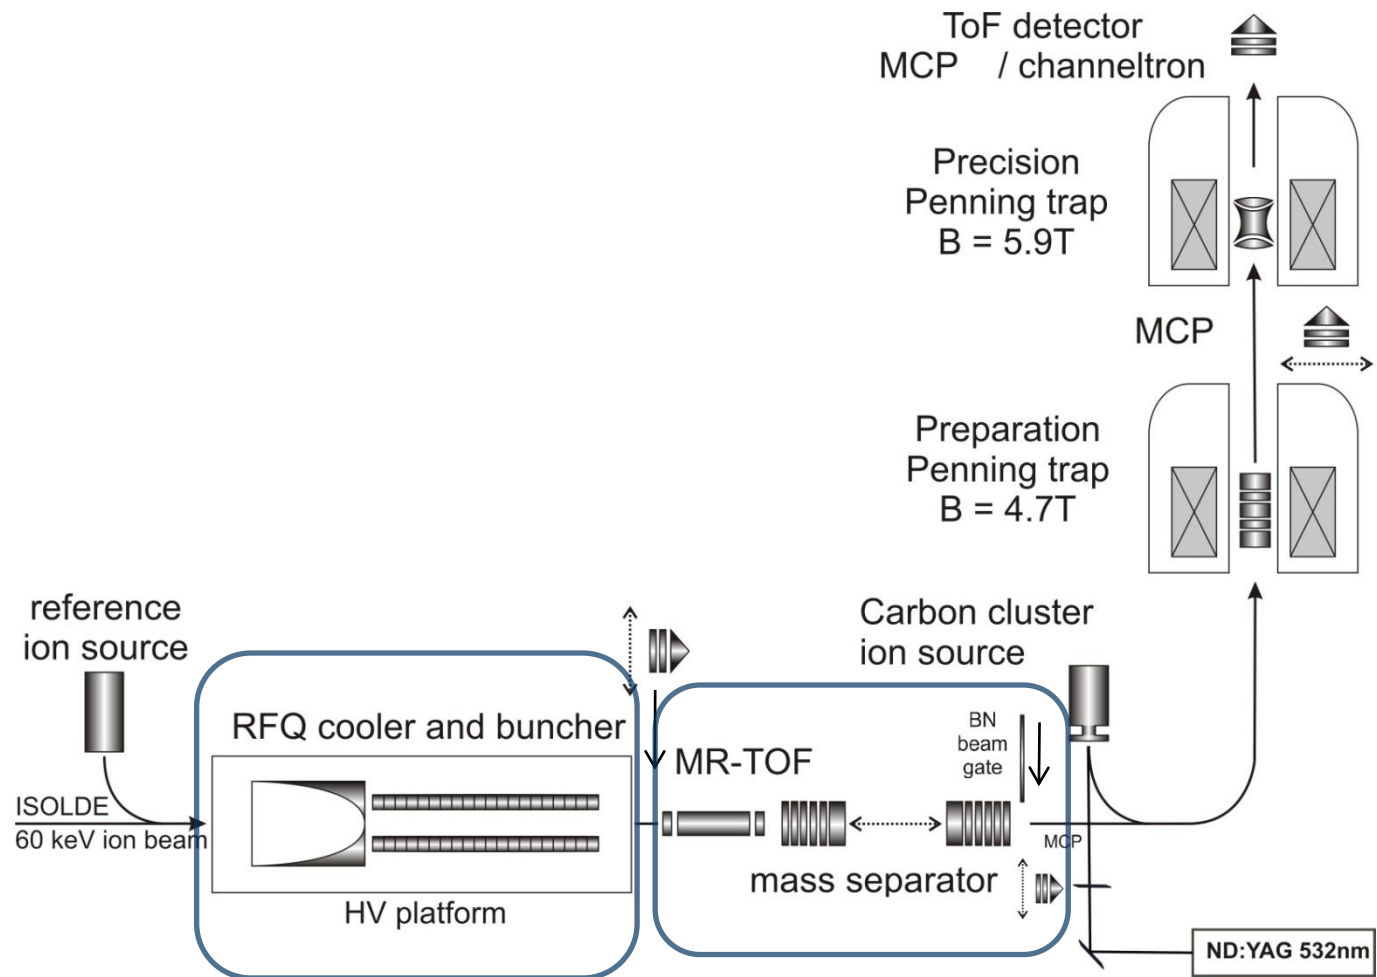 ToF detector
MCP / channeltron
Precision
Penning trap
B = 5.9T
MCP
Preparation
Penning trap
B = 4.7T
reference
ion source
Carbon cluster
ion source
RFQ cooler and buncher
MR-TOF
BN
beam
gate
ISOLDE
60 keV ion beam
MCP
mass separator
HV platform
ND:YAG 532nm